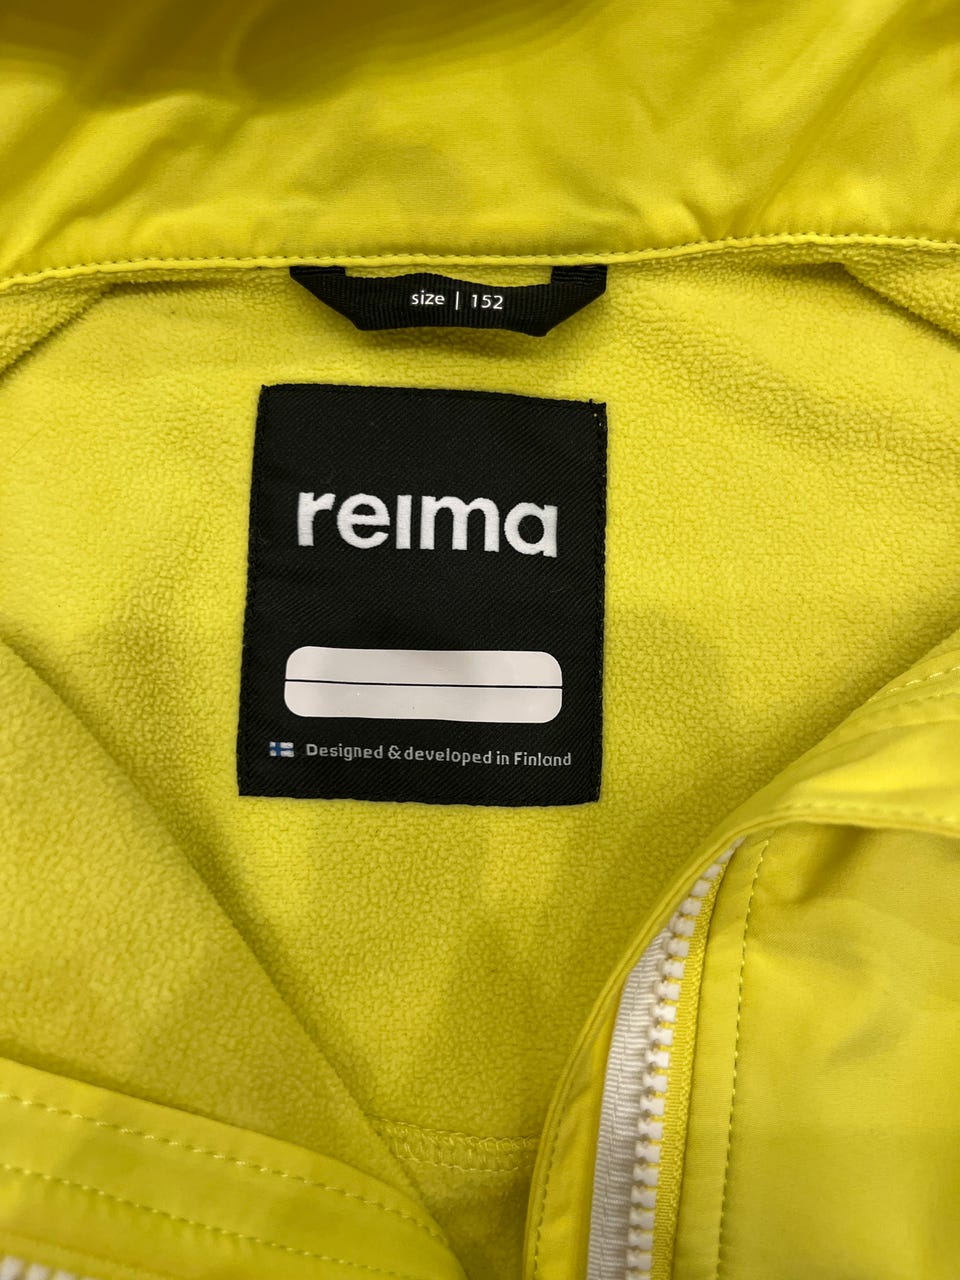 size | 152
reima
Designed & developed in Finland